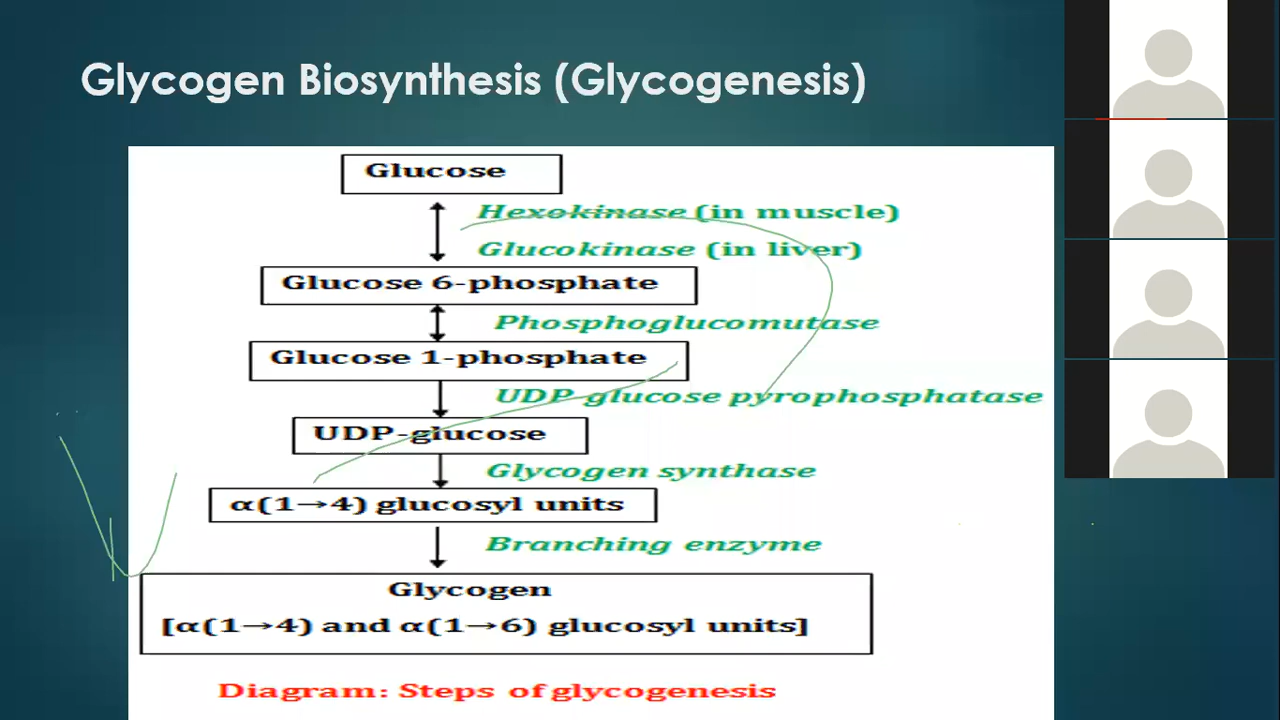 Glycogen Biosynthesis (Glycogenesis)
Glucose
Hexokinase (in muscle)
Glucokinase (in liver)
Glucose 6-phosphate
Phosphoglucomutase
Glucose 1-phosphate
UDP-glucose pyrophosphatase
UDP-glucose
Glycogen synthase
α(1→4) glucosyl units
Branching enzyme
Glycogen
[α(1→4) and α(1→6) glucosyl units]
Diagram: Steps of glycogenesis